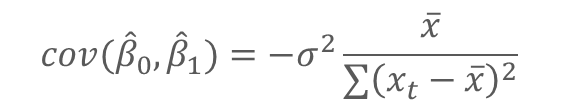 cov(β̂₀, β̂₁) = −σ² x̄ / ∑(xₜ − x̄)²